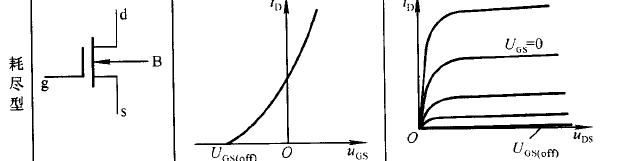 耗尽型
d
g
B
s
i_D
U_GS(off)
O
u_GS
i_D
U_GS=0
O
U_GS(off)
u_DS